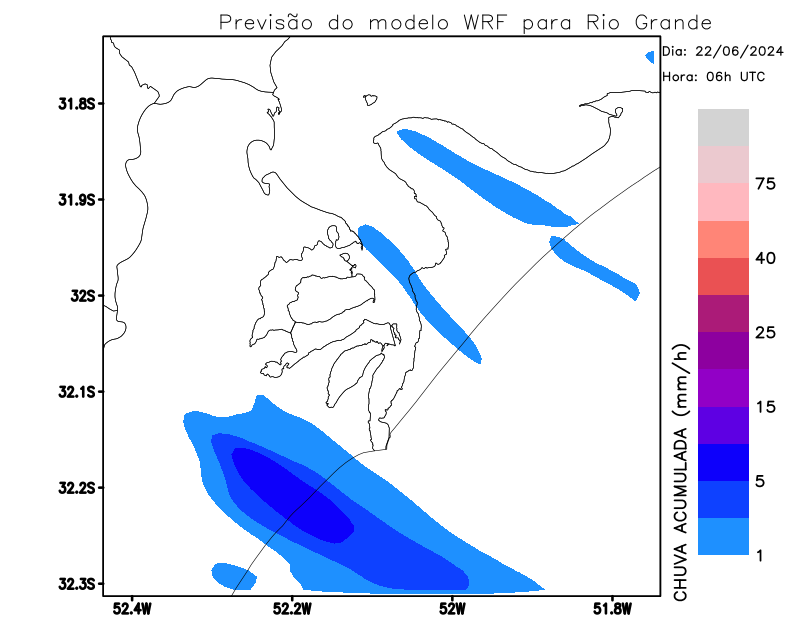 Previsão do modelo WRF para Rio Grande
Dia: 22/06/2024
Hora: 06h UTC
31.8S
31.9S
32S
32.1S
32.2S
32.3S
52.4W
52.2W
52W
51.8W
75
40
25
15
5
1
CHUVA ACUMULADA (mm/h)